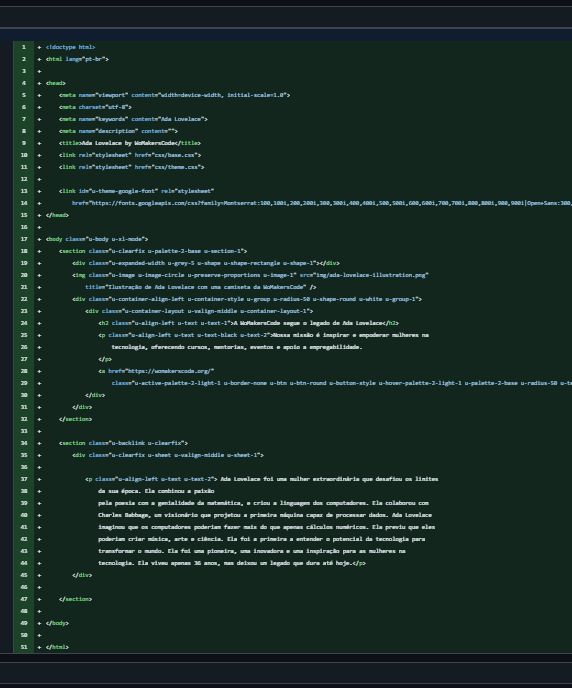 1 + <!doctype html>
2 + <html lang="pt-br">
3 +
4 + <head>
5 + <meta name="viewport" content="width=device-width, initial-scale=1.0">
6 + <meta charset="utf-8">
7 + <meta name="keywords" content="Ada Lovelace">
8 + <meta name="description" content="">
9 + <title>Ada Lovelace by WoMakersCode</title>
10 + <link rel="stylesheet" href="css/base.css">
11 + <link rel="stylesheet" href="css/theme.css">
12 +
13 + <link id="u-theme-google-font" rel="stylesheet"
14 + href="https://fonts.googleapis.com/css?family=Montserrat:100,100i,200,200i,300,300i,400,400i,500,500i,600,600i,700,700i,800,800i,900,900i|Open+Sans:300,
15 + </head>
16 +
17 + <body class="u-body u-xl-mode">
18 + <section class="u-clearfix u-palette-2-base u-section-1">
19 + <div class="u-expanded-width u-grey-5 u-shape u-shape-rectangle u-shape-1"></div>
20 + <img class="u-image u-image-circle u-preserve-proportions u-image-1" src="img/ada-lovelace-illustration.png"
21 + title="Ilustração de Ada Lovelace com uma camiseta da WoMakersCode" />
22 + <div class="u-container-align-left u-container-style u-group u-radius-50 u-shape-round u-white u-group-1">
23 + <div class="u-container-layout u-valign-middle u-container-layout-1">
24 + <h2 class="u-align-left u-text u-text-1">A WoMakersCode segue o legado de Ada Lovelace</h2>
25 + <p class="u-align-left u-text u-text-black u-text-2">Nossa missão é inspirar e empoderar mulheres na
26 + tecnologia, oferecendo cursos, mentorias, eventos e apoio a empregabilidade.
27 + </p>
28 + <a href="https://womakerscode.org/"
29 + class="u-active-palette-2-light-1 u-border-none u-btn u-btn-round u-button-style u-hover-palette-2-light-1 u-palette-2-base u-radius-50 u-te
30 + </div>
31 + </div>
32 + </section>
33 +
34 + <section class="u-backlink u-clearfix">
35 + <div class="u-clearfix u-sheet u-valign-middle u-sheet-1">
36 +
37 + <p class="u-align-left u-text u-text-2"> Ada Lovelace foi uma mulher extraordinária que desafiou os limites
38 + da sua época. Ela combinou a paixão
39 + pela poesia com a genialidade da matemática, e criou a linguagem dos computadores. Ela colaborou com
40 + Charles Babbage, um visionário que projetou a primeira máquina capaz de processar dados. Ada Lovelace
41 + imaginou que os computadores poderiam fazer mais do que apenas cálculos numéricos. Ela previu que eles
42 + poderiam criar música, arte e ciência. Ela foi a primeira a entender o potencial da tecnologia para
43 + transformar o mundo. Ela foi uma pioneira, uma inovadora e uma inspiração para as mulheres na
44 + tecnologia. Ela viveu apenas 36 anos, mas deixou um legado que dura até hoje.</p>
45 + </div>
46 +
47 + </section>
48 +
49 + </body>
50 +
51 + </html>